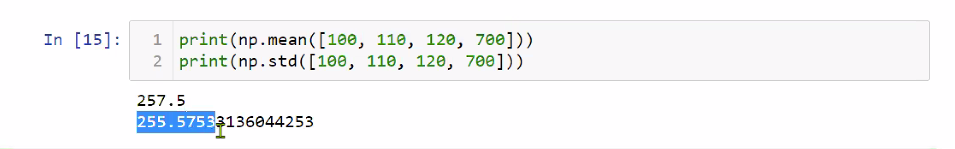 In [15]:
1 print(np.mean([100, 110, 120, 700]))
2 print(np.std([100, 110, 120, 700]))
257.5
255.57533136044253